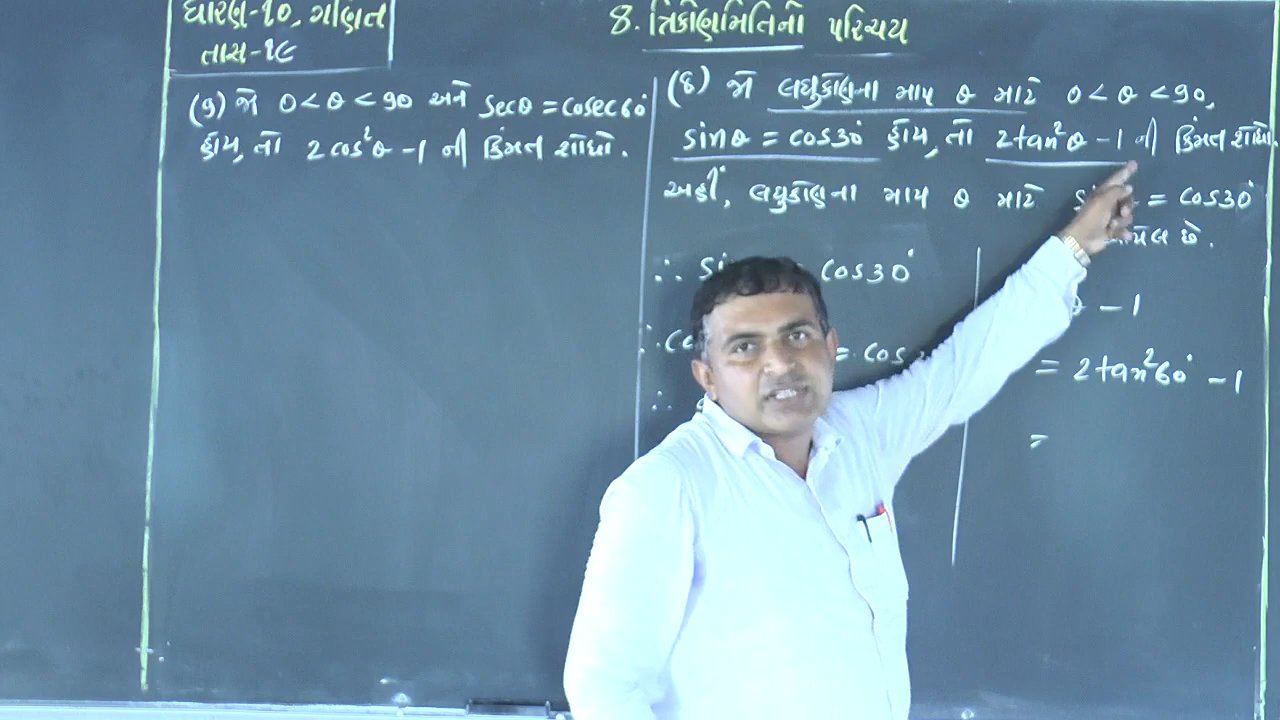 ધોરણ-૧૦, ગણિત
તાસ-૧૯
8. ત્રિકોણમિતિનો પરિચય
(૭) જો 0 < θ < 90 અને secθ = cosec60°
હોય, તો 2cos²θ - 1 ની કિંમત શોધો.
(૬) જો લઘુકોણના માપ θ માટે 0 < θ < 90,
sinθ = cos30° હોય, તો 2tan²θ - 1 ની કિંમત શોધો.
અહીં, લઘુકોણના માપ θ માટે = cos30°
છે.
∴ cos30°
∴
∴
θ - 1
= 2tan²60° - 1
=